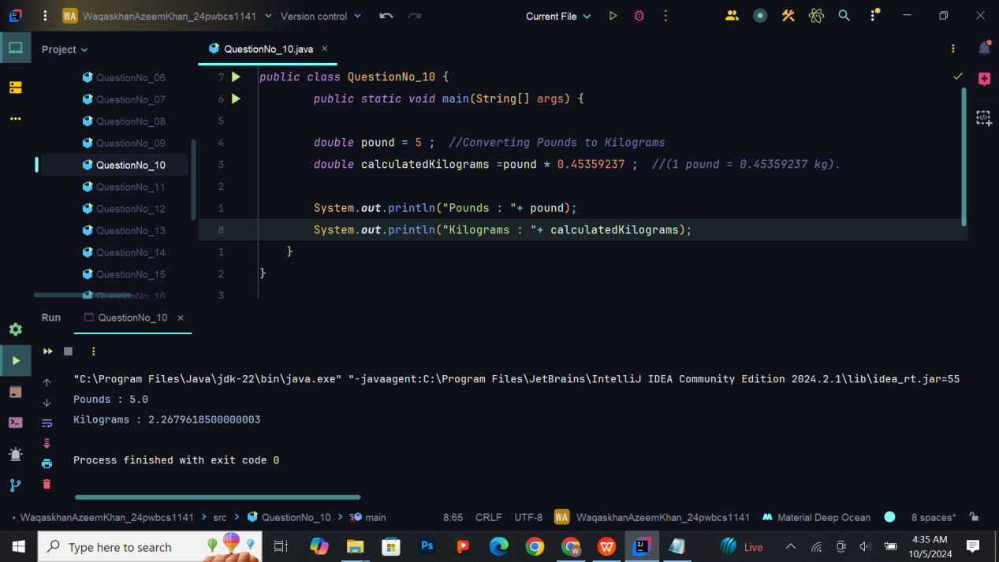 WA WaqaskhanAzeemKhan_24pwbcs1141 Version control Current File
Project
QuestionNo_10.java
QuestionNo_06
QuestionNo_07
QuestionNo_08
QuestionNo_09
QuestionNo_10
QuestionNo_11
QuestionNo_12
QuestionNo_13
QuestionNo_14
QuestionNo_15
QuestionNo_16
7 public class QuestionNo_10 {
6 public static void main(String[] args) {
5
4 double pound = 5 ; //Converting Pounds to Kilograms
3 double calculatedKilograms =pound * 0.45359237 ; //(1 pound = 0.45359237 kg).
2
1 System.out.println("Pounds : "+ pound);
8 System.out.println("Kilograms : "+ calculatedKilograms);
1 }
2 }
3
Run QuestionNo_10
"C:\Program Files\Java\jdk-22\bin\java.exe" "-javaagent:C:\Program Files\JetBrains\IntelliJ IDEA Community Edition 2024.2.1\lib\idea_rt.jar=55
Pounds : 5.0
Kilograms : 2.2679618500000003
Process finished with exit code 0
WaqaskhanAzeemKhan_24pwbcs1141 src QuestionNo_10 main 8:65 CRLF UTF-8 WA WaqaskhanAzeemKhan_24pwbcs1141 Material Deep Ocean 8 spaces*
Type here to search Ps W W Live 4:35 AM
10/5/2024